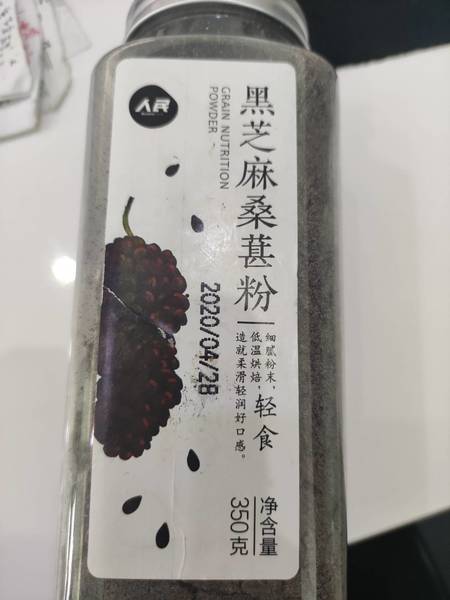 人民
黑芝麻桑葚粉
GRAIN NUTRITION
POWDER
2020/04/28
轻食
细腻粉末，
低温烘焙，
造就柔滑轻润好口感。
净含量
350克